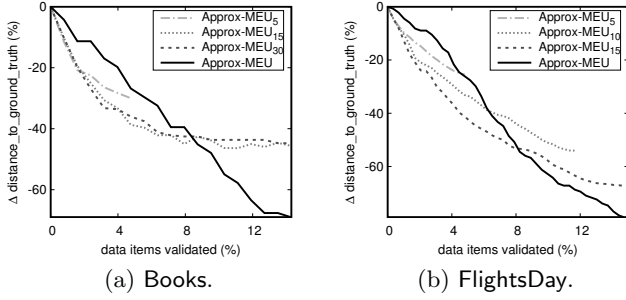 0
-20
-40
-60
0 4 8 12
Δ distance_to_ground_truth (%)
data items validated (%)
Approx-MEU5
Approx-MEU15
Approx-MEU30
Approx-MEU
(a) Books.
0
-20
-40
-60
0 4 8 12
Δ distance_to_ground_truth (%)
data items validated (%)
Approx-MEU5
Approx-MEU10
Approx-MEU15
Approx-MEU
(b) FlightsDay.